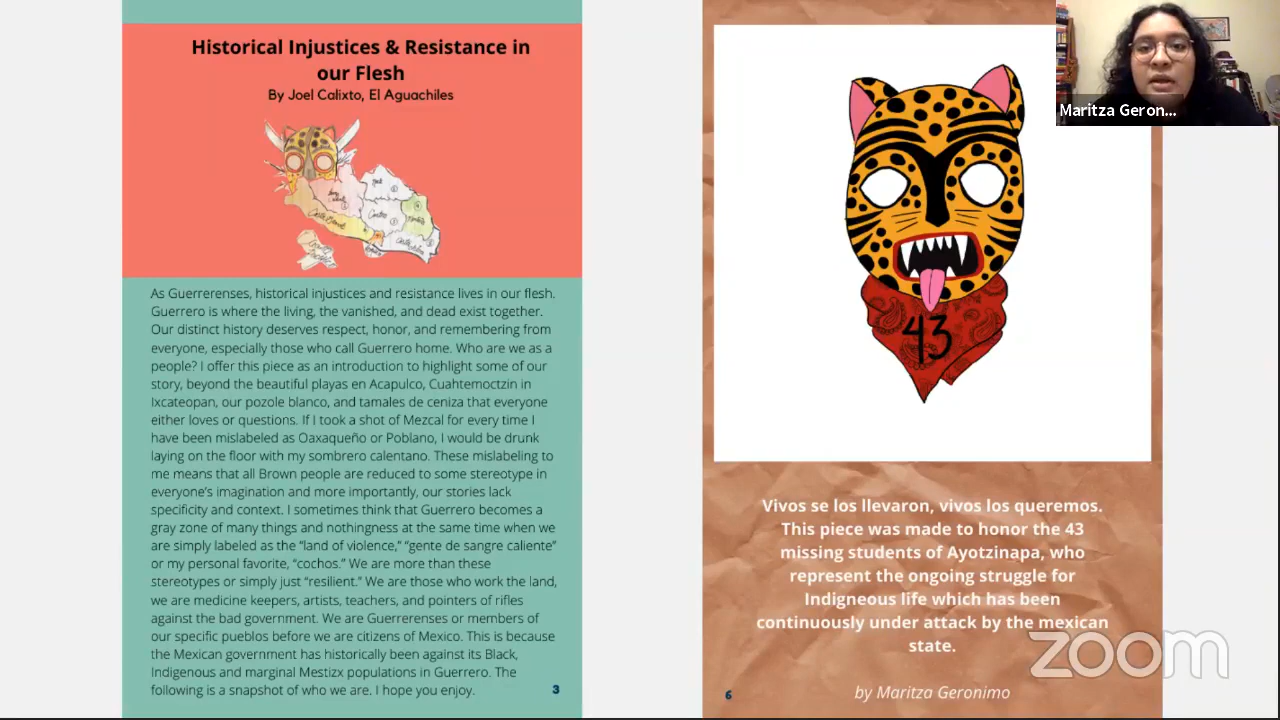 Historical Injustices & Resistance in
our Flesh
By Joel Calixto, El Aguachiles
As Guerrerenses, historical injustices and resistance lives in our flesh.
Guerrero is where the living, the vanished, and dead exist together.
Our distinct history deserves respect, honor, and remembering from
everyone, especially those who call Guerrero home. Who are we as a
people? I offer this piece as an introduction to highlight some of our
story, beyond the beautiful playas en Acapulco, Cuahtemoctzin in
Ixcateopan, our pozole blanco, and tamales de ceniza that everyone
either loves or questions. If I took a shot of Mezcal for every time I
have been mislabeled as Oaxaqueño or Poblano, I would be drunk
laying on the floor with my sombrero calentano. These mislabeling to
me means that all Brown people are reduced to some stereotype in
everyone's imagination and more importantly, our stories lack
specificity and context. I sometimes think that Guerrero becomes a
gray zone of many things and nothingness at the same time when we
are simply labeled as the “land of violence,” “gente de sangre caliente”
or my personal favorite, “cochos.” We are more than these
stereotypes or simply just “resilient.” We are those who work the land,
we are medicine keepers, artists, teachers, and pointers of rifles
against the bad government. We are Guerrerenses or members of
our specific pueblos before we are citizens of Mexico. This is because
the Mexican government has historically been against its Black,
Indigenous and marginal Mestizx populations in Guerrero. The
following is a snapshot of who we are. I hope you enjoy.
3
43
Vivos se los llevaron, vivos los queremos.
This piece was made to honor the 43
missing students of Ayotzinapa, who
represent the ongoing struggle for
Indigneous life which has been
continuously under attack by the mexican
state.
by Maritza Geronimo
6
Maritza Geron...
zoom